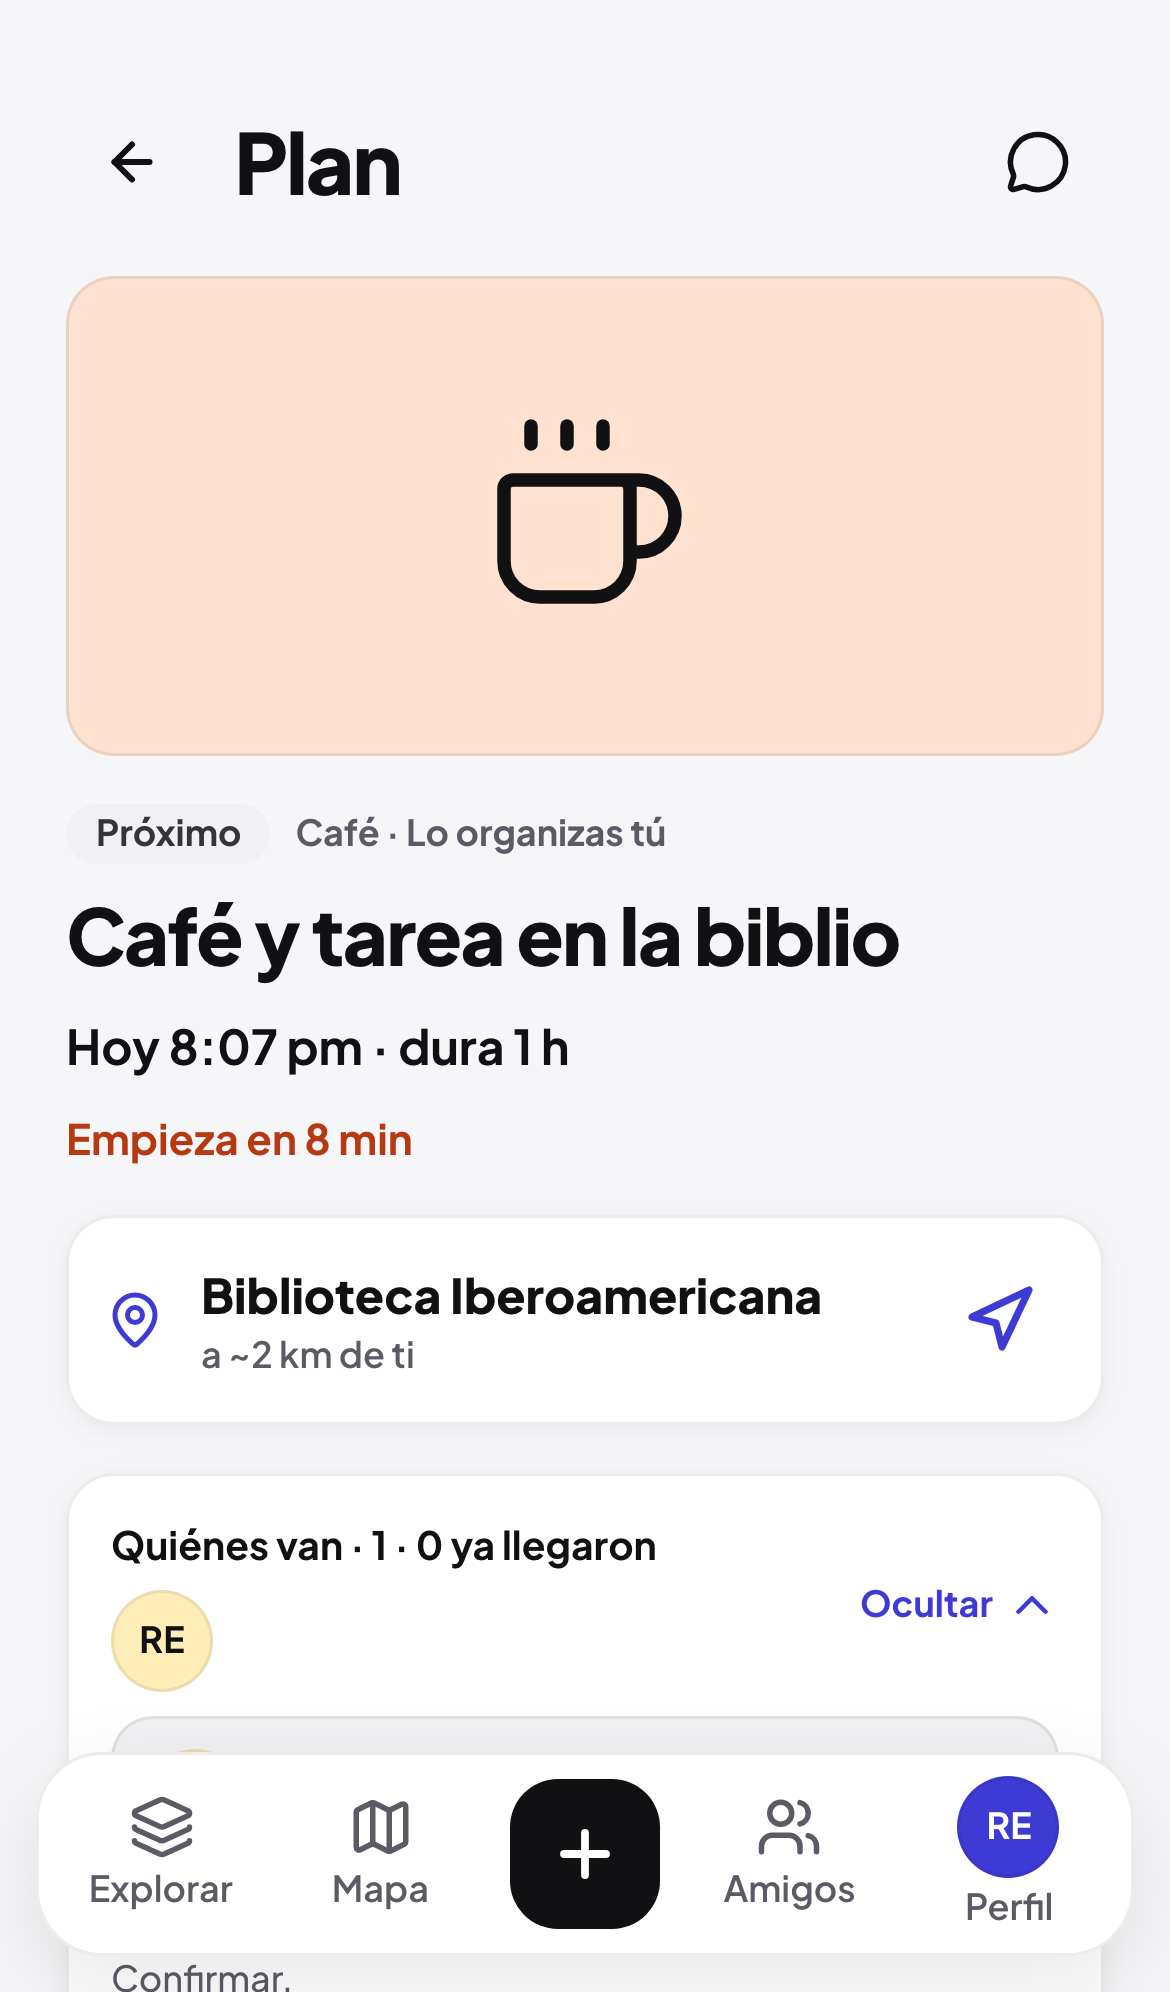 Plan
Próximo
Café · Lo organizas tú
Café y tarea en la biblio
Hoy 8:07 pm · dura 1 h
Empieza en 8 min
Biblioteca Iberoamericana
a ~2 km de ti
Quiénes van · 1 · 0 ya llegaron
Ocultar
RE
Explorar
Mapa
Amigos
RE
Perfil
Confirmar.